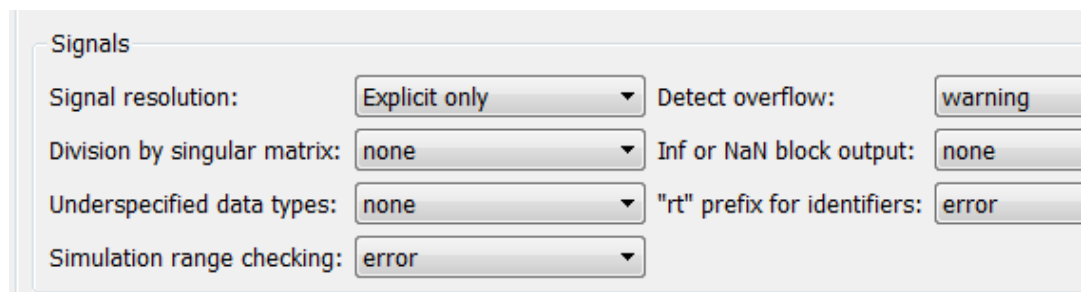 Signals
Signal resolution: Explicit only Detect overflow: warning
Division by singular matrix: none Inf or NaN block output: none
Underspecified data types: none "rt" prefix for identifiers: error
Simulation range checking: error